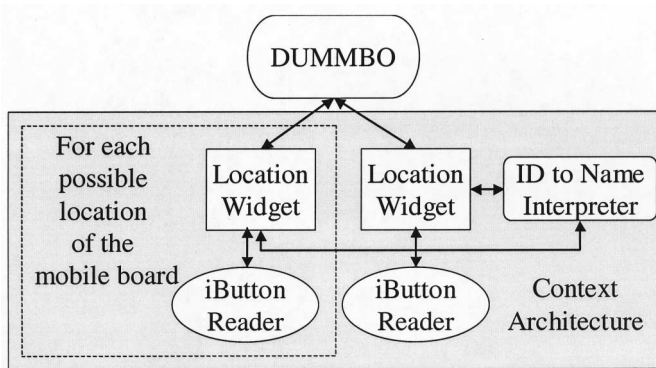 DUMMBO
For each
possible
location
of the
mobile board
Location
Widget
Location
Widget
ID to Name
Interpreter
iButton
Reader
iButton
Reader
Context
Architecture